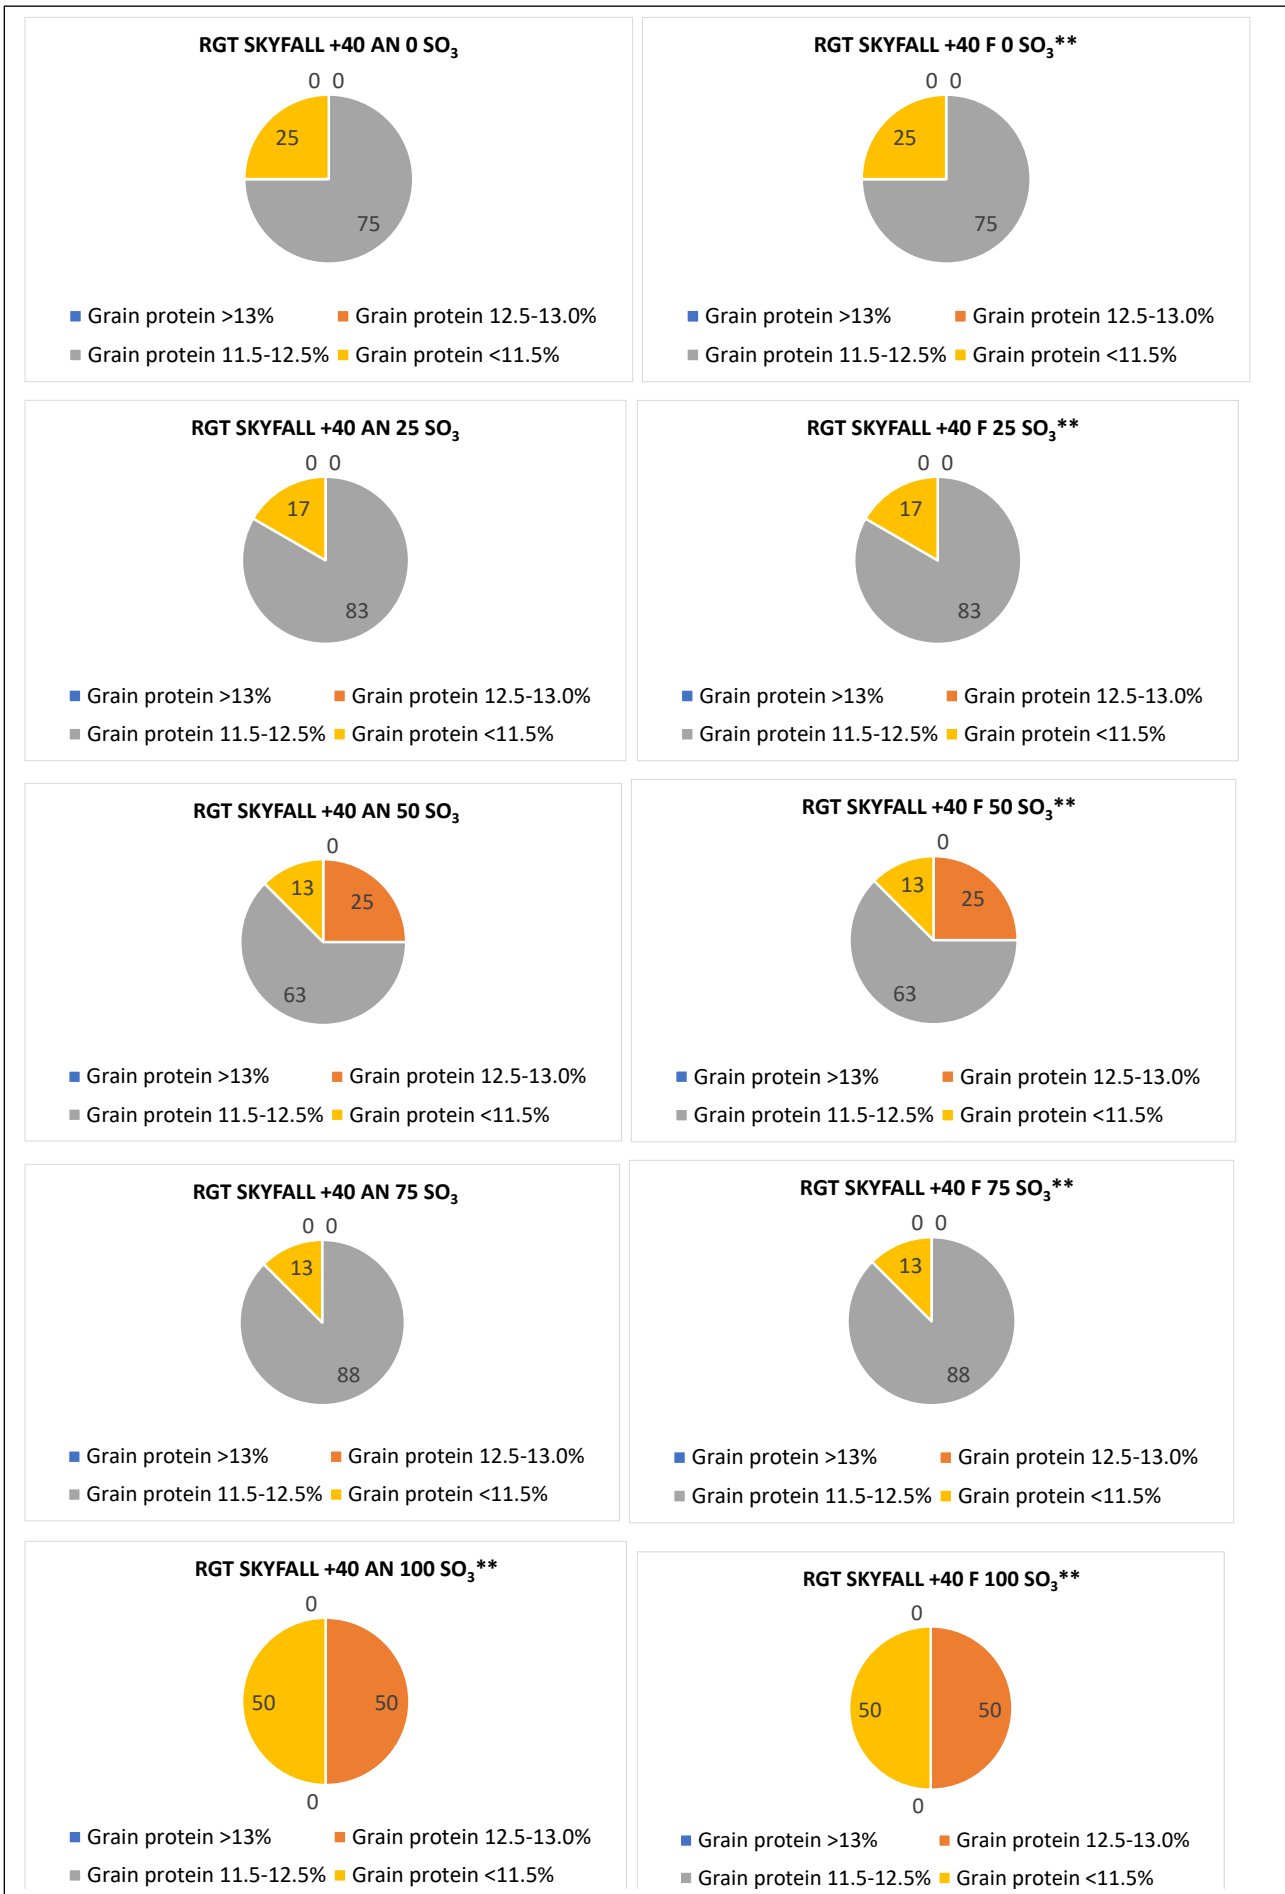 RGT SKYFALL +40 AN 0 SO₃
0 0
25
75
Grain protein >13% Grain protein 12.5-13.0%
Grain protein 11.5-12.5% Grain protein <11.5%
RGT SKYFALL +40 F 0 SO₃**
0 0
25
75
Grain protein >13% Grain protein 12.5-13.0%
Grain protein 11.5-12.5% Grain protein <11.5%
RGT SKYFALL +40 AN 25 SO₃
0 0
17
83
Grain protein >13% Grain protein 12.5-13.0%
Grain protein 11.5-12.5% Grain protein <11.5%
RGT SKYFALL +40 F 25 SO₃**
0 0
17
83
Grain protein >13% Grain protein 12.5-13.0%
Grain protein 11.5-12.5% Grain protein <11.5%
RGT SKYFALL +40 AN 50 SO₃
0
13 25
63
Grain protein >13% Grain protein 12.5-13.0%
Grain protein 11.5-12.5% Grain protein <11.5%
RGT SKYFALL +40 F 50 SO₃**
0
13 25
63
Grain protein >13% Grain protein 12.5-13.0%
Grain protein 11.5-12.5% Grain protein <11.5%
RGT SKYFALL +40 AN 75 SO₃
0 0
13
88
Grain protein >13% Grain protein 12.5-13.0%
Grain protein 11.5-12.5% Grain protein <11.5%
RGT SKYFALL +40 F 75 SO₃**
0 0
13
88
Grain protein >13% Grain protein 12.5-13.0%
Grain protein 11.5-12.5% Grain protein <11.5%
RGT SKYFALL +40 AN 100 SO₃**
0
50 50
0
Grain protein >13% Grain protein 12.5-13.0%
Grain protein 11.5-12.5% Grain protein <11.5%
RGT SKYFALL +40 F 100 SO₃**
0
50 50
0
Grain protein >13% Grain protein 12.5-13.0%
Grain protein 11.5-12.5% Grain protein <11.5%